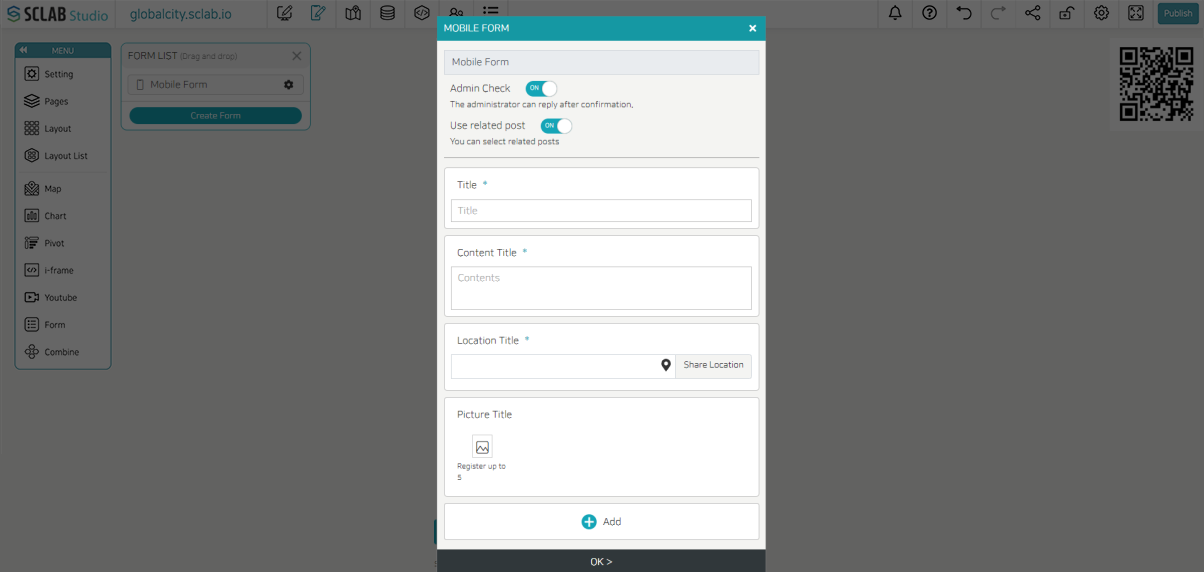 SCLAB Studio
globalcity.sclab.io
Publish
MENU
Setting
Pages
Layout
Layout List
Map
Chart
Pivot
i-frame
Youtube
Form
Combine
FORM LIST (Drag and drop)
Mobile Form
Create Form
MOBILE FORM
Mobile Form
Admin Check ON
The administrator can reply after confirmation.
Use related post ON
You can select related posts
Title *
Title
Content Title *
Contents
Location Title *
Share Location
Picture Title
Register up to
5
Add
OK >